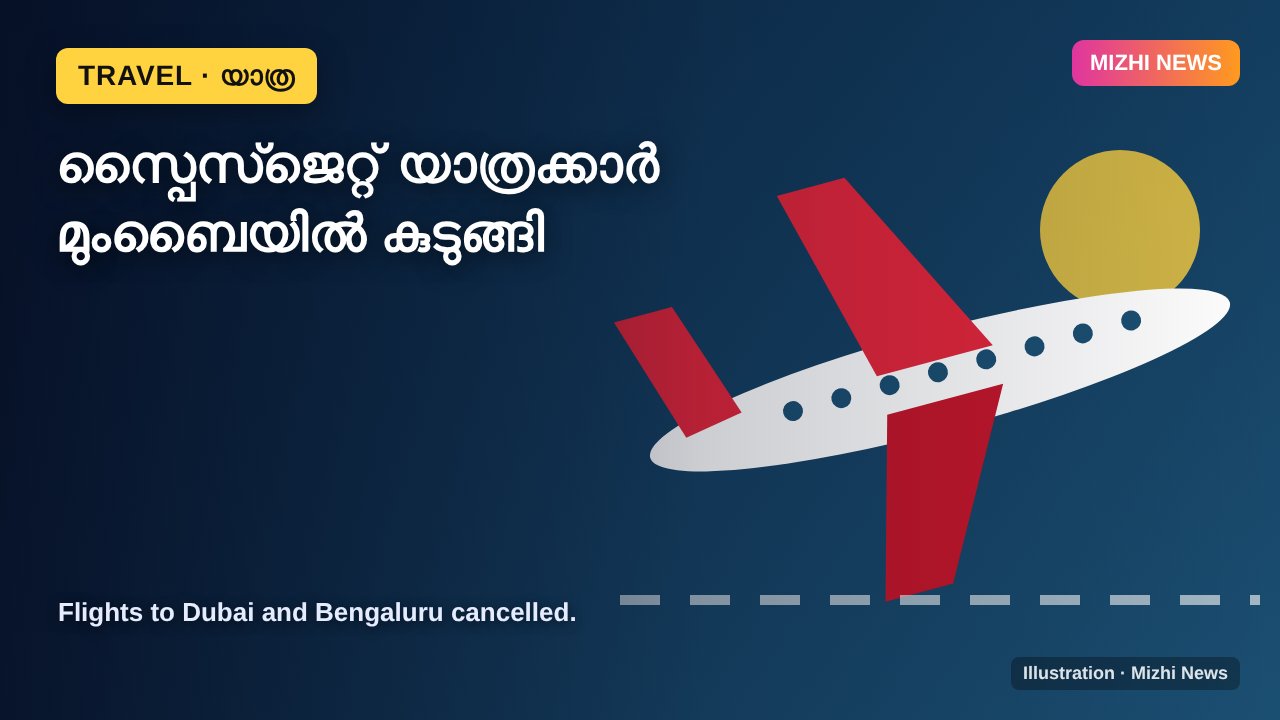 TRAVEL · യാത്ര
MIZHI NEWS
സ്പൈസ്ജെറ്റ് യാത്രക്കാർ
മുംബൈയിൽ കുടുങ്ങി
Flights to Dubai and Bengaluru cancelled.
Illustration · Mizhi News